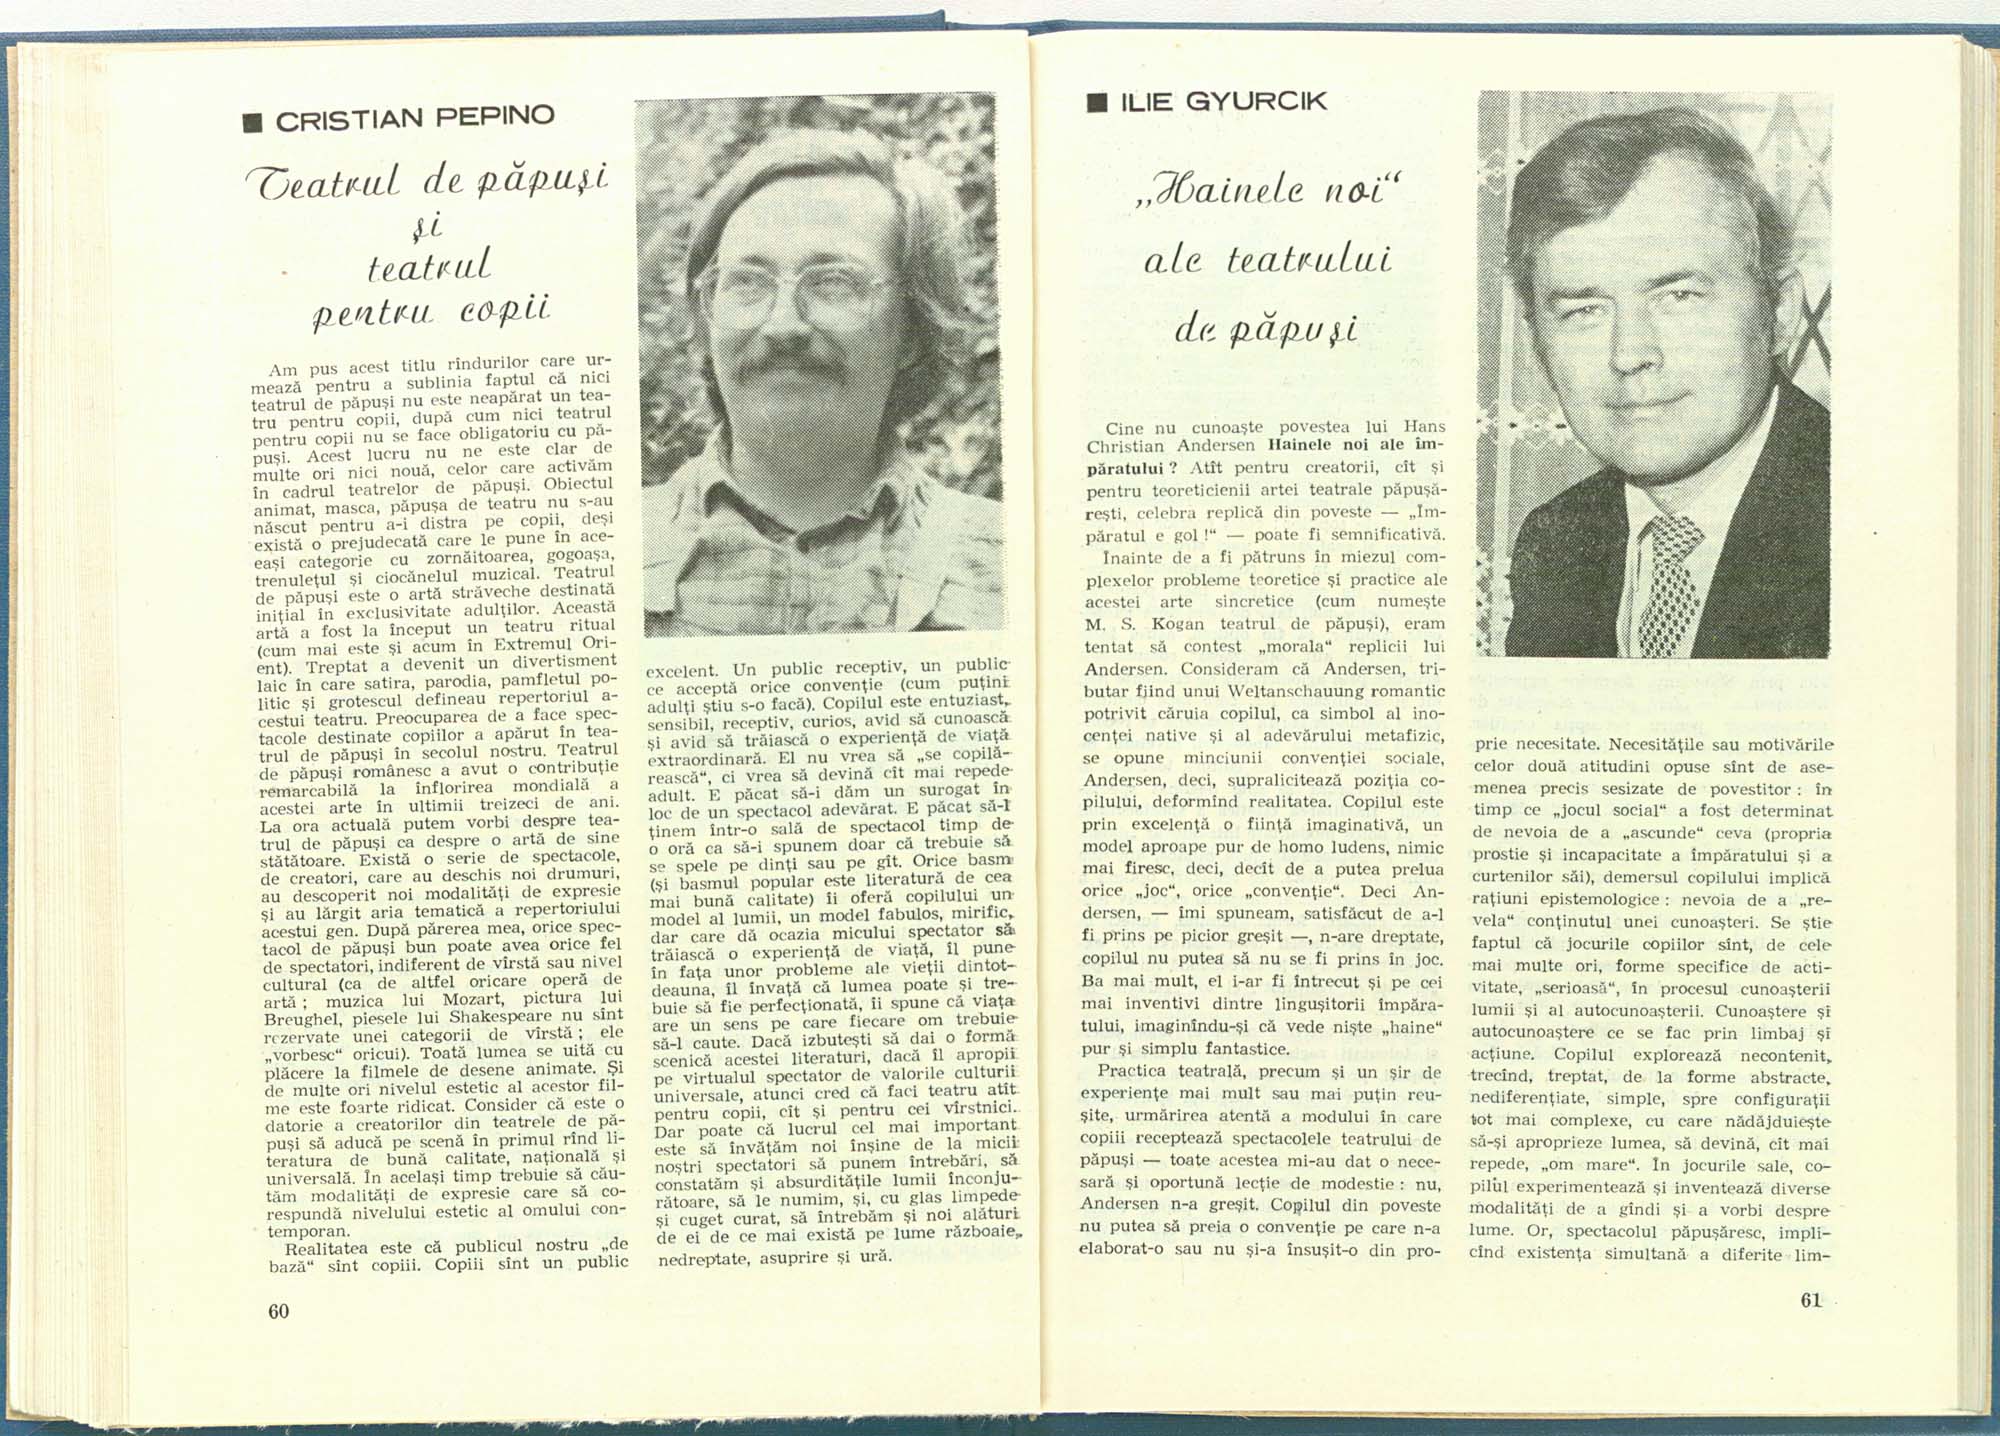 ■ CRISTIAN PEPINO
Teatrul de păpuși
și
teatrul
pentru copii
Am pus acest titlu rîndurilor care ur-
mează pentru a sublinia faptul că nici
teatrul de păpuși nu este neapărat un tea-
tru pentru copii, după cum nici teatrul
pentru copii nu se face obligatoriu cu pă-
puși. Acest lucru nu ne este clar de
multe ori nici nouă, celor care activăm
în cadrul teatrelor de păpuși. Obiectul
animat, masca, păpușa de teatru nu s-au
născut pentru a-i distra pe copii, deși
există o prejudecată care le pune în ace-
eași categorie cu zornăitoarea, gogoașa,
trenulețul și ciocănelul muzical. Teatrul
de păpuși este o artă străveche destinată
inițial în exclusivitate adulților. Această
artă a fost la început un teatru ritual
(cum mai este și acum în Extremul Ori-
ent). Treptat a devenit un divertisment
laic în care satira, parodia, pamfletul po-
litic și grotescul defineau repertoriul a-
cestui teatru. Preocuparea de a face spec-
tacole destinate copiilor a apărut în tea-
trul de păpuși în secolul nostru. Teatrul
de păpuși românesc a avut o contribuție
remarcabilă la înflorirea mondială a
acestei arte în ultimii treizeci de ani.
La ora actuală putem vorbi despre tea-
trul de păpuși ca despre o artă de sine
stătătoare. Există o serie de spectacole,
de creatori, care au deschis noi drumuri,
au descoperit noi modalități de expresie
și au lărgit aria tematică a repertoriului
acestui gen. După părerea mea, orice spec-
tacol de păpuși bun poate avea orice fel
de spectatori, indiferent de vîrstă sau nivel
cultural (ca de altfel oricare operă de
artă ; muzica lui Mozart, pictura lui
Breughel, piesele lui Shakespeare nu sînt
rezervate unei categorii de vîrstă ; ele
„vorbesc“ oricui). Toată lumea se uită cu
plăcere la filmele de desene animate. Și
de multe ori nivelul estetic al acestor fil-
me este foarte ridicat. Consider că este o
datorie a creatorilor din teatrele de pă-
puși să aducă pe scenă în primul rînd li-
teratura de bună calitate, națională și
universală. În același timp trebuie să cău-
tăm modalități de expresie care să co-
respundă nivelului estetic al omului con-
temporan.
Realitatea este că publicul nostru „de
bază“ sînt copiii. Copiii sînt un public
excelent. Un public receptiv, un public
ce acceptă orice convenție (cum puțini
adulți știu s-o facă). Copilul este entuziast,
sensibil, receptiv, curios, avid să cunoască
și avid să trăiască o experiență de viață
extraordinară. El nu vrea să „se copilă-
rească“, ci vrea să devină cît mai repede
adult. E păcat să-i dăm un surogat în
loc de un spectacol adevărat. E păcat să-l
ținem într-o sală de spectacol timp de
o oră ca să-i spunem doar că trebuie să
se spele pe dinți sau pe gît. Orice basm
(și basmul popular este literatură de cea
mai bună calitate) îi oferă copilului un
model al lumii, un model fabulos, mirific,
dar care dă ocazia micului spectator să
trăiască o experiență de viață, îl pune
în fața unor probleme ale vieții dintot-
deauna, îl învață că lumea poate și tre-
buie să fie perfecționată, îi spune că viața
are un sens pe care fiecare om trebuie
să-l caute. Dacă izbutești să dai o formă
scenică acestei literaturi, dacă îl apropii
pe virtualul spectator de valorile culturii
universale, atunci cred că faci teatru atît
pentru copii, cît și pentru cei vîrstnici.
Dar poate că lucrul cel mai important
este să învățăm noi înșine de la micii
noștri spectatori să punem întrebări, să
constatăm și absurditățile lumii înconju-
rătoare, să le numim, și, cu glas limpede
și cuget curat, să întrebăm și noi alături
de ei de ce mai există pe lume războaie,
nedreptate, asuprire și ură.
60
■ ILIE GYURCIK
„Hainele noi“
ale teatrului
de păpuși
Cine nu cunoaște povestea lui Hans
Christian Andersen Hainele noi ale îm-
păratului ? Atît pentru creatorii, cît și
pentru teoreticienii artei teatrale păpușă-
rești, celebra replică din poveste — „Îm-
păratul e gol !“ — poate fi semnificativă.
Înainte de a fi pătruns în miezul com-
plexelor probleme teoretice și practice ale
acestei arte sincretice (cum numește
M. S. Kogan teatrul de păpuși), eram
tentat să contest „morala“ replicii lui
Andersen. Consideram că Andersen, tri-
butar fiind unui Weltanschauung romantic
potrivit căruia copilul, ca simbol al ino-
cenței native și al adevărului metafizic,
se opune minciunii convenției sociale,
Andersen, deci, supralicitează poziția co-
pilului, deformînd realitatea. Copilul este
prin excelență o ființă imaginativă, un
model aproape pur de homo ludens, nimic
mai firesc, deci, decît de a putea prelua
orice „joc“, orice „convenție“. Deci An-
dersen, — îmi spuneam, satisfăcut de a-l
fi prins pe picior greșit —, n-are dreptate,
copilul nu putea să nu se fi prins în joc.
Ba mai mult, el i-ar fi întrecut și pe cei
mai inventivi dintre lingușitorii împăra-
tului, imaginîndu-și că vede niște „haine“
pur și simplu fantastice.
Practica teatrală, precum și un șir de
experiențe mai mult sau mai puțin reu-
șite, urmărirea atentă a modului în care
copiii receptează spectacolele teatrului de
păpuși — toate acestea mi-au dat o nece-
sară și oportună lecție de modestie : nu,
Andersen n-a greșit. Copilul din poveste
nu putea să preia o convenție pe care n-a
elaborat-o sau nu și-a însușit-o din pro-
prie necesitate. Necesitățile sau motivările
celor două atitudini opuse sînt de ase-
menea precis sesizate de povestitor : în
timp ce „jocul social“ a fost determinat
de nevoia de a „ascunde“ ceva (propria
prostie și incapacitate a împăratului și a
curtenilor săi), demersul copilului implică
rațiuni epistemologice : nevoia de a „re-
vela“ conținutul unei cunoașteri. Se știe
faptul că jocurile copiilor sînt, de cele
mai multe ori, forme specifice de acti-
vitate, „serioasă“, în procesul cunoașterii
lumii și al autocunoașterii. Cunoaștere și
autocunoaștere ce se fac prin limbaj și
acțiune. Copilul explorează necontenit,
trecînd, treptat, de la forme abstracte,
nediferențiate, simple, spre configurații
tot mai complexe, cu care nădăjduiește
să-și aproprieze lumea, să devină, cît mai
repede, „om mare“. În jocurile sale, co-
pilul experimentează și inventează diverse
modalități de a gîndi și a vorbi despre
lume. Or, spectacolul păpușăresc, impli-
cînd existența simultană a diferite lim-
61